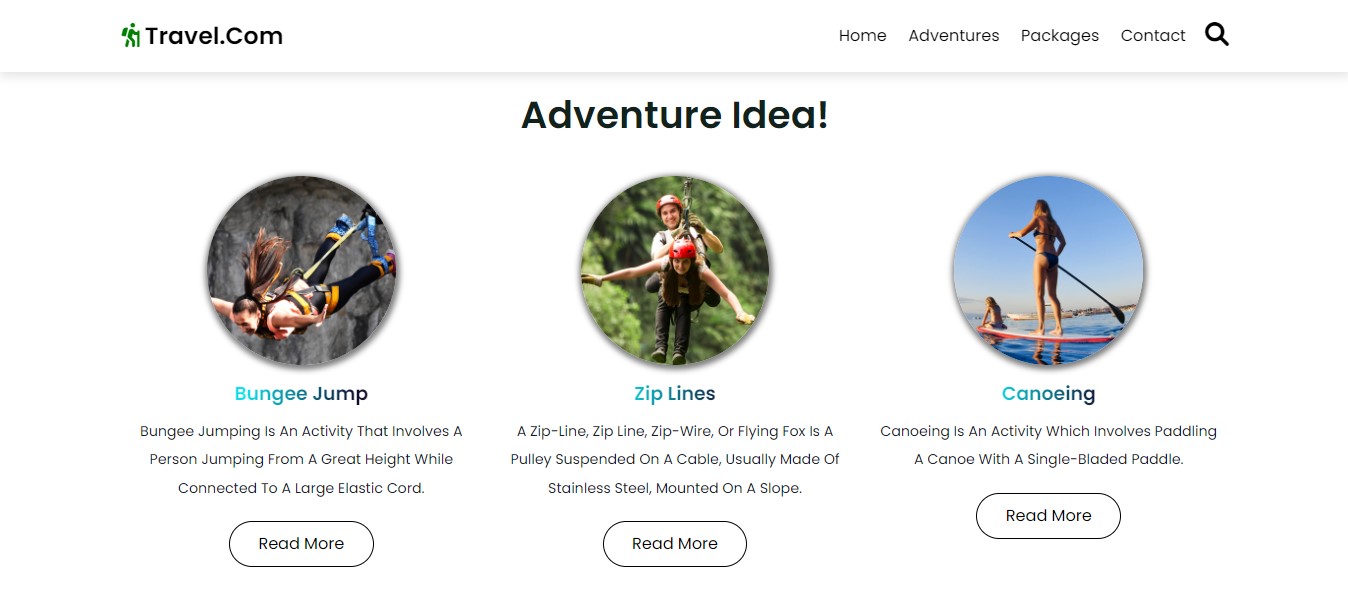 Travel.Com
Home Adventures Packages Contact
Adventure Idea!
Bungee Jump
Bungee Jumping Is An Activity That Involves A
Person Jumping From A Great Height While
Connected To A Large Elastic Cord.
Read More
Zip Lines
A Zip-Line, Zip Line, Zip-Wire, Or Flying Fox Is A
Pulley Suspended On A Cable, Usually Made Of
Stainless Steel, Mounted On A Slope.
Read More
Canoeing
Canoeing Is An Activity Which Involves Paddling
A Canoe With A Single-Bladed Paddle.
Read More